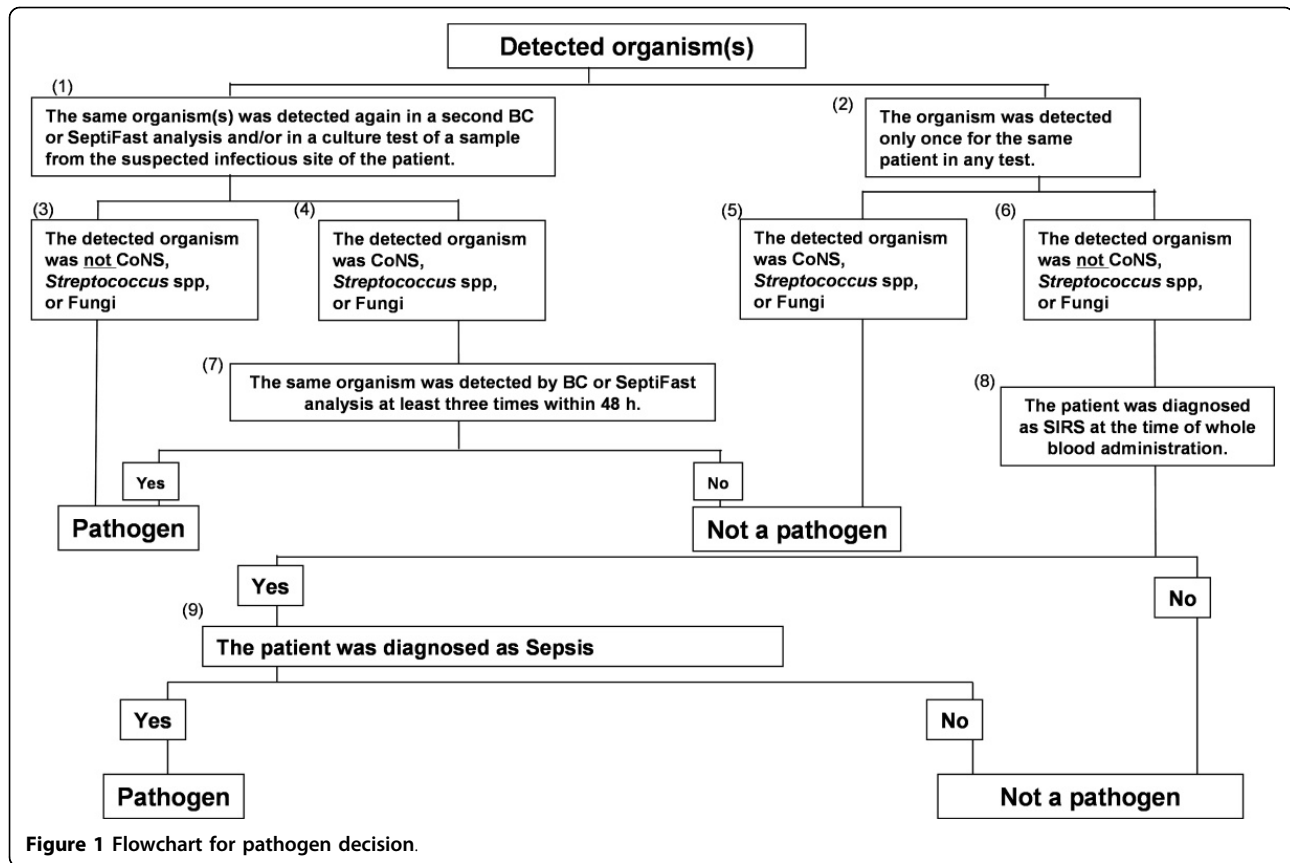 Detected organism(s)
(1)
The same organism(s) was detected again in a second BC
or SeptiFast analysis and/or in a culture test of a sample
from the suspected infectious site of the patient.
(2)
The organism was detected
only once for the same
patient in any test.
(3)
The detected organism
was not CoNS,
Streptococcus spp,
or Fungi
(4)
The detected organism
was CoNS,
Streptococcus spp,
or Fungi
(5)
The detected organism
was CoNS,
Streptococcus spp,
or Fungi
(6)
The detected organism
was not CoNS,
Streptococcus spp,
or Fungi
(7)
The same organism was detected by BC or SeptiFast
analysis at least three times within 48 h.
(8)
The patient was diagnosed
as SIRS at the time of whole
blood administration.
Yes
No
Pathogen
Not a pathogen
Yes
No
(9)
The patient was diagnosed as Sepsis
Yes
No
Pathogen
Not a pathogen
Figure 1 Flowchart for pathogen decision.